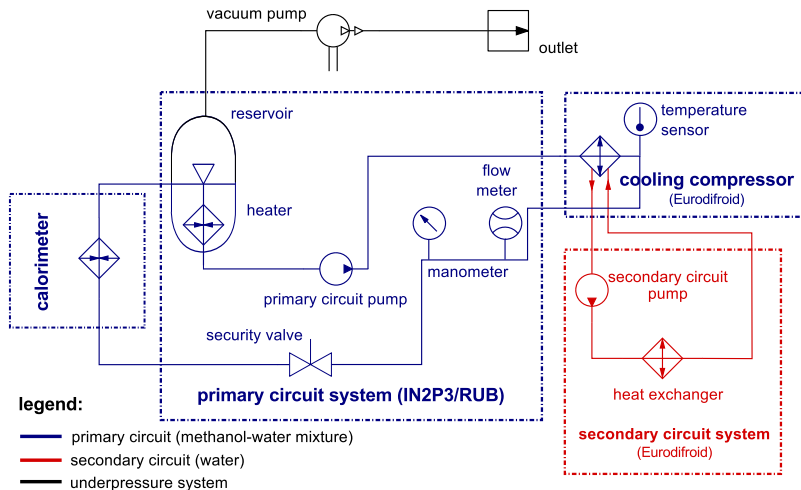 vacuum pump
outlet
reservoir
temperature
sensor
flow
meter
cooling compressor
(Eurodifroid)
heater
calorimeter
manometer
primary circuit pump
secondary circuit
pump
security valve
primary circuit system (IN2P3/RUB)
heat exchanger
legend:
secondary circuit system
(Eurodifroid)
primary circuit (methanol-water mixture)
secondary circuit (water)
underpressure system